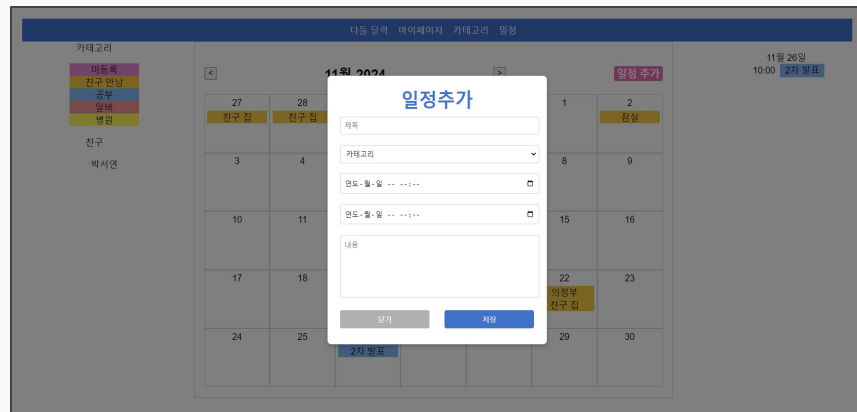 다들 달력 마이페이지 카테고리 일정
카테고리
미등록
친구 만남
공부
알바
병원
친구
박서연
<
11월 2024
>
일정 추가
27 28 1 2
친구 집 친구 집 잠실
3 4 8 9
10 11 15 16
17 18 22 23
의정부
친구 집
24 25 29 30
2차 발표
일정추가
제목
카테고리
연도-월-일 -- --:--
연도-월-일 -- --:--
내용
닫기 저장
11월 26일
10:00 2차 발표